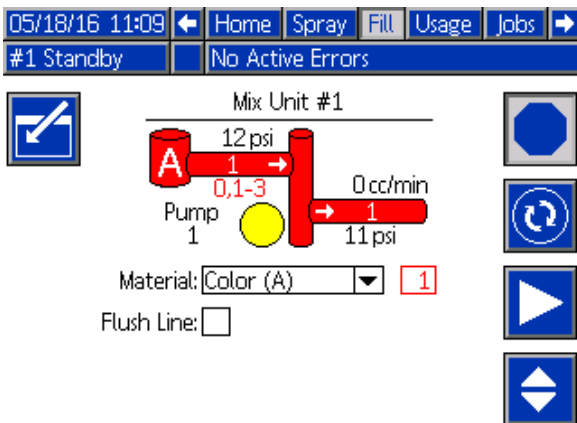 05/18/16 11:09 Home Spray Fill Usage Jobs
#1 Standby No Active Errors
Mix Unit #1
12 psi
A 1
0,1-3 0 cc/min
Pump 1
1 11 psi
Material: Color (A) 1
Flush Line: